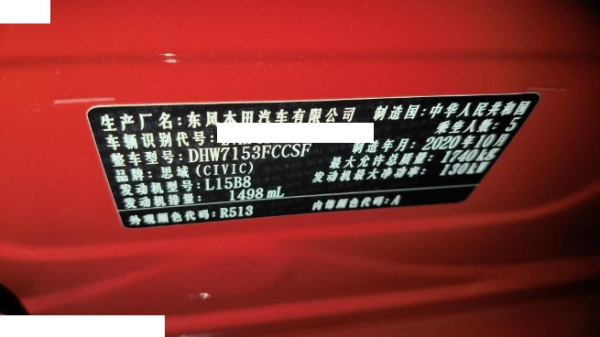 生产厂名:东风本田汽车有限公司 制造国:中华人民共和国
车辆识别代号: 乘坐人数:5
整车型号:DHW7153FCCSF 制造年月:2020年10月
品牌:思域(CIVIC) 最大允许总质量:1740kg
发动机型号:L15B8 发动机最大净功率:130kW
发动机排量:1498 mL
外观颜色代码:R513 内饰颜色代码:A